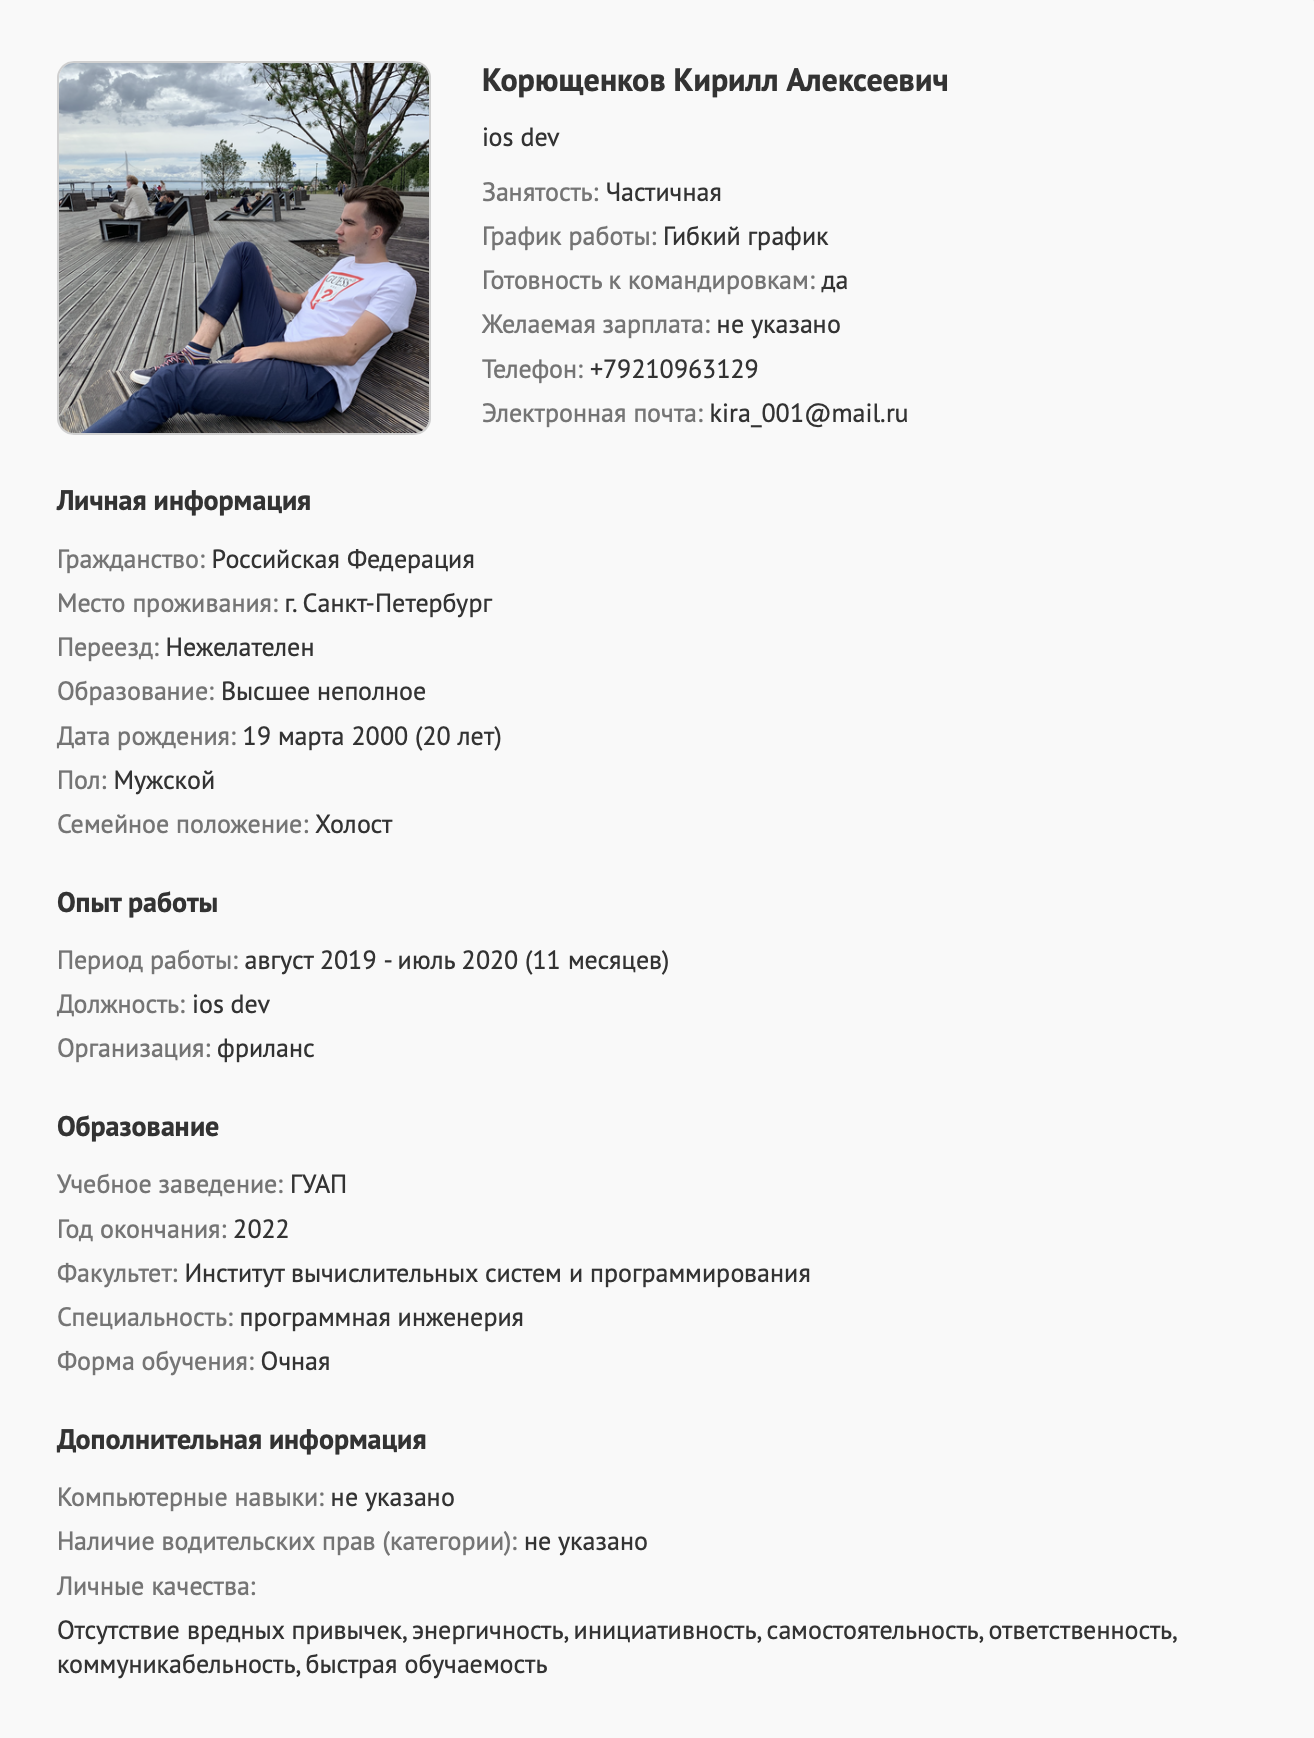 Корющенков Кирилл Алексеевич
ios dev
Занятость: Частичная
График работы: Гибкий график
Готовность к командировкам: да
Желаемая зарплата: не указано
Телефон: +79210963129
Электронная почта: kira_001@mail.ru
GUESS
?
Личная информация
Гражданство: Российская Федерация
Место проживания: г. Санкт-Петербург
Переезд: Нежелателен
Образование: Высшее неполное
Дата рождения: 19 марта 2000 (20 лет)
Пол: Мужской
Семейное положение: Холост
Опыт работы
Период работы: август 2019 - июль 2020 (11 месяцев)
Должность: ios dev
Организация: фриланс
Образование
Учебное заведение: ГУАП
Год окончания: 2022
Факультет: Институт вычислительных систем и программирования
Специальность: программная инженерия
Форма обучения: Очная
Дополнительная информация
Компьютерные навыки: не указано
Наличие водительских прав (категории): не указано
Личные качества:
Отсутствие вредных привычек, энергичность, инициативность, самостоятельность, ответственность,
коммуникабельность, быстрая обучаемость